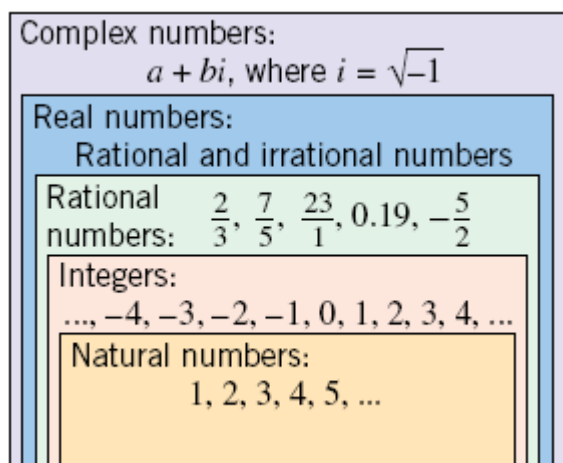 Complex numbers:
a + bi, where i = √–1
Real numbers:
Rational and irrational numbers
Rational
numbers: 2/3, 7/5, 23/1, 0.19, –5/2
Integers:
..., –4, –3, –2, –1, 0, 1, 2, 3, 4, ...
Natural numbers:
1, 2, 3, 4, 5, ...